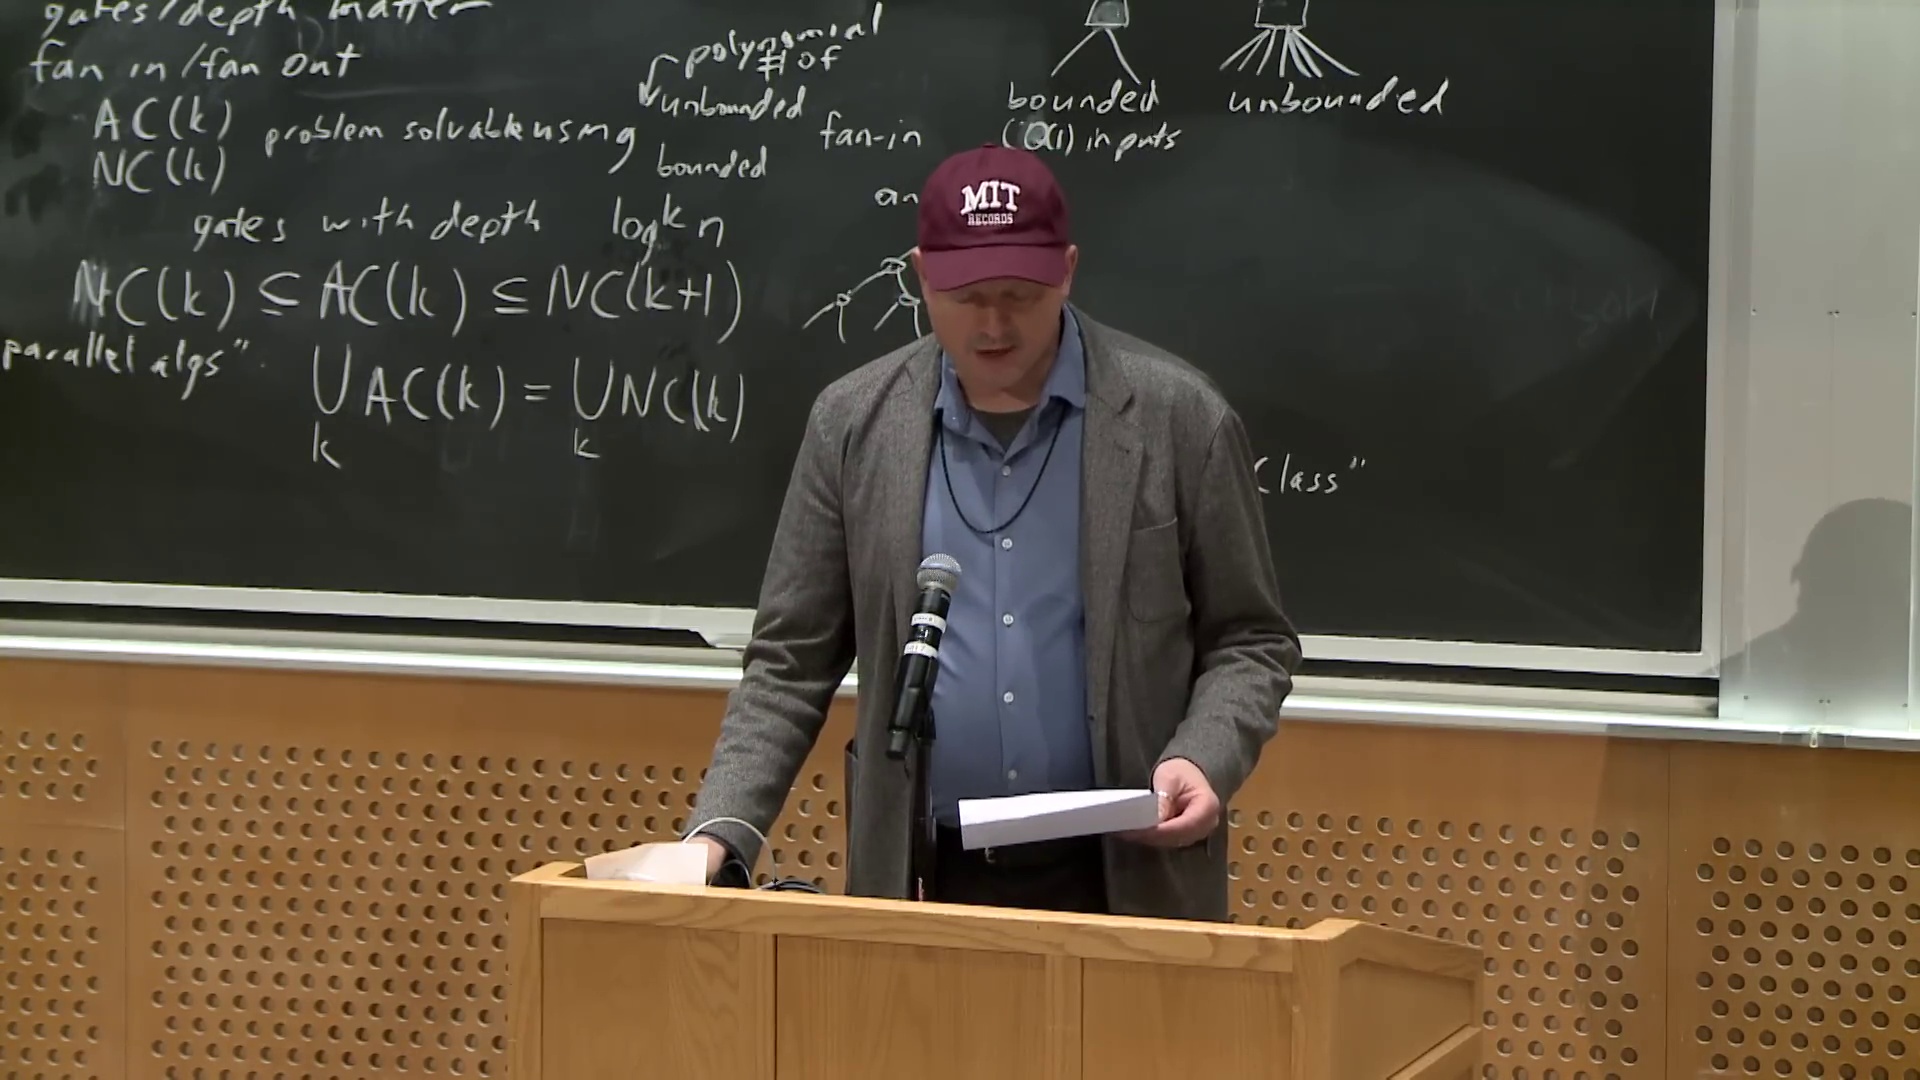 gates/depth matter
fan in/fan out
AC(k)
NC(k)
problem solvable using
polynomial
# of
unbounded
bounded
fan-in
gates with depth log^k n
NC(k) ⊆ AC(k) ⊆ NC(k+1)
parallel algs"
∪ AC(k) = ∪ NC(k)
k k
bounded
(O(1) inputs
unbounded
Class"
MIT
RECORDS